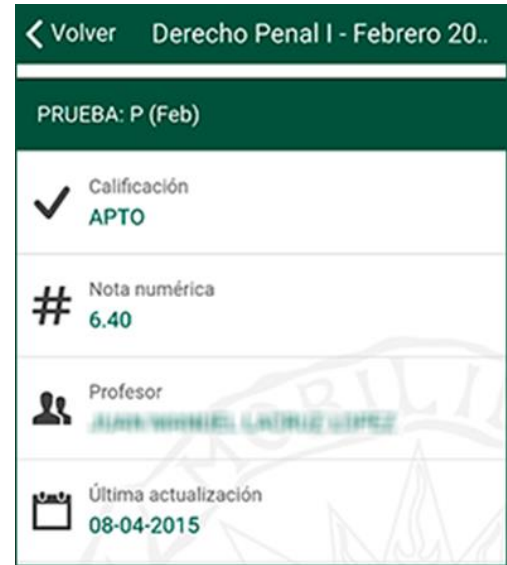 Volver Derecho Penal I - Febrero 20..
PRUEBA: P (Feb)
Calificación
APTO
# Nota numérica
6.40
Profesor
Última actualización
08-04-2015